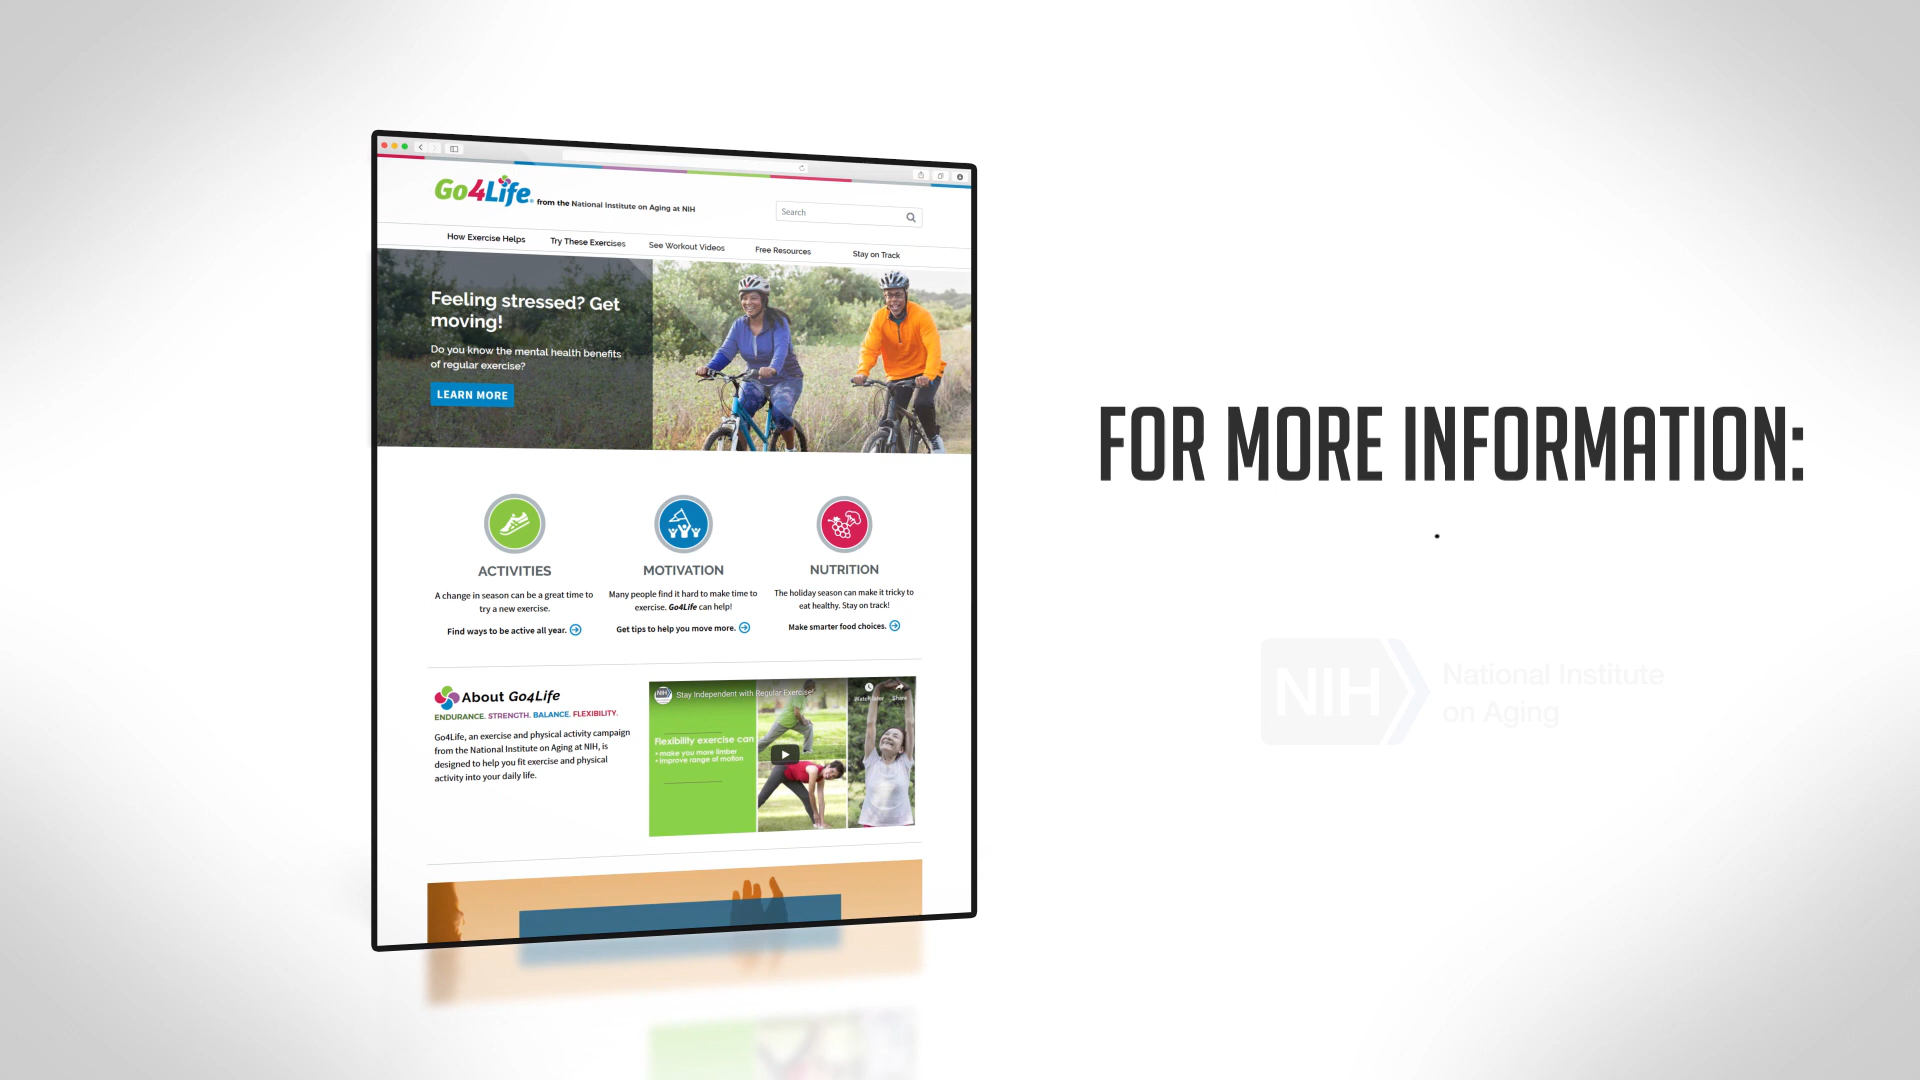 Go4Life® from the National Institute on Aging at NIH
Search
How Exercise Helps Try These Exercises See Workout Videos Free Resources Stay on Track
Feeling stressed? Get
moving!
Do you know the mental health benefits
of regular exercise?
LEARN MORE
FOR MORE INFORMATION:
ACTIVITIES
A change in season can be a great time to
try a new exercise.
Find ways to be active all year.
MOTIVATION
Many people find it hard to make time to
exercise. Go4Life can help!
Get tips to help you move more.
NUTRITION
The holiday season can make it tricky to
eat healthy. Stay on track!
Make smarter food choices.
About Go4Life
ENDURANCE. STRENGTH. BALANCE. FLEXIBILITY.
Go4Life, an exercise and physical activity campaign
from the National Institute on Aging at NIH, is
designed to help you fit exercise and physical
activity into your daily life.
NIH
Stay Independent with Regular Exercise!
Watch later Share
Flexibility exercise can
• make you more limber
• improve range of motion
NIH
National Institute
on Aging